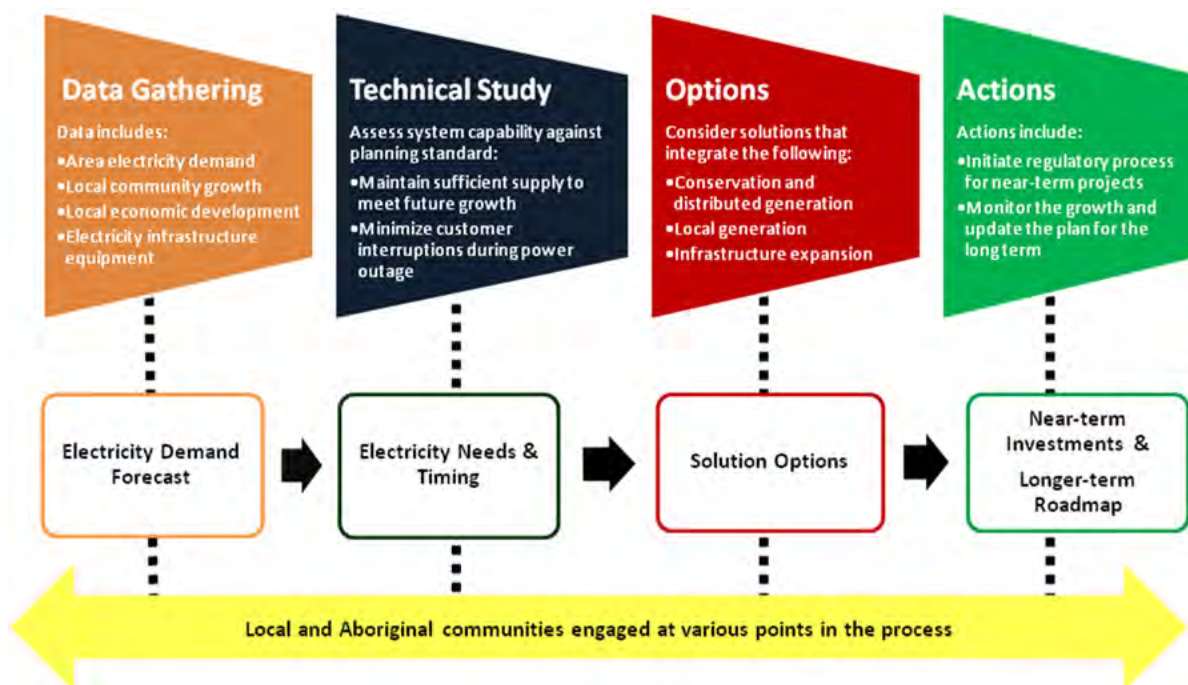 Data Gathering
Data includes:
•Area electricity demand
•Local community growth
•Local economic development
•Electricity infrastructure
equipment
Technical Study
Assess system capability against
planning standard:
•Maintain sufficient supply to
meet future growth
•Minimize customer
interruptions during power
outage
Options
Consider solutions that
integrate the following:
•Conservation and
distributed generation
•Local generation
•Infrastructure expansion
Actions
Actions include:
•Initiate regulatory process
for near-term projects
•Monitor the growth and
update the plan for the
long term
Electricity Demand
Forecast
Electricity Needs &
Timing
Solution Options
Near-term
Investments &
Longer-term
Roadmap
Local and Aboriginal communities engaged at various points in the process